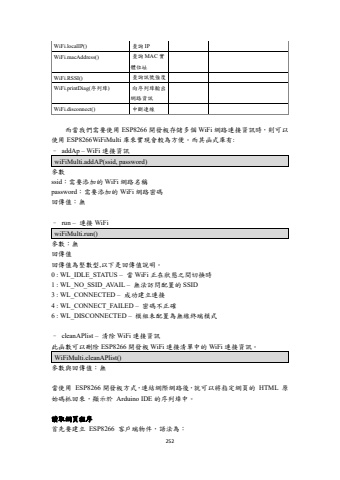 WiFi.localIP() 查詢 IP
WiFi.macAddress() 查詢 MAC 實
體位址
WiFi.RSSI() 查詢訊號強度
WiFi.printDiag(序列埠) 向序列埠輸出
網路資訊
WiFi.disconnect() 中斷連線
而當我們需要使用 ESP8266 開發板存儲多個 WiFi 網路連接資訊時，則可以
使用 ESP8266WiFiMulti 庫來實現會較為方便。而其函式庫有:
– addAp – WiFi 連接資訊
wiFiMulti.addAP(ssid, password)
參數
ssid：需要添加的 WiFi 網路名稱
password：需要添加的 WiFi 網路密碼
回傳值：無
– run – 連接 WiFi
wiFiMulti.run()
參數：無
回傳值
回傳值為整數型,以下是回傳值說明。
0 : WL_IDLE_STATUS – 當 WiFi 正在狀態之間切換時
1 : WL_NO_SSID_AVAIL – 無法訪問配置的 SSID
3 : WL_CONNECTED – 成功建立連接
4 : WL_CONNECT_FAILED – 密碼不正確
6 : WL_DISCONNECTED – 模組未配置為無線終端模式
– cleanAPlist – 清除 WiFi 連接資訊
此函數可以刪除 ESP8266 開發板 WiFi 連接清單中的 WiFi 連接資訊。
WiFiMulti.cleanAPlist()
參數與回傳值：無
當使用 ESP8266 開發板方式,連結網際網路後,就可以將指定網頁的 HTML 原
始碼抓回來，顯示於 Arduino IDE 的序列埠中。
讀取網頁程序
首先要建立 ESP8266 客戶端物件，語法為：
252